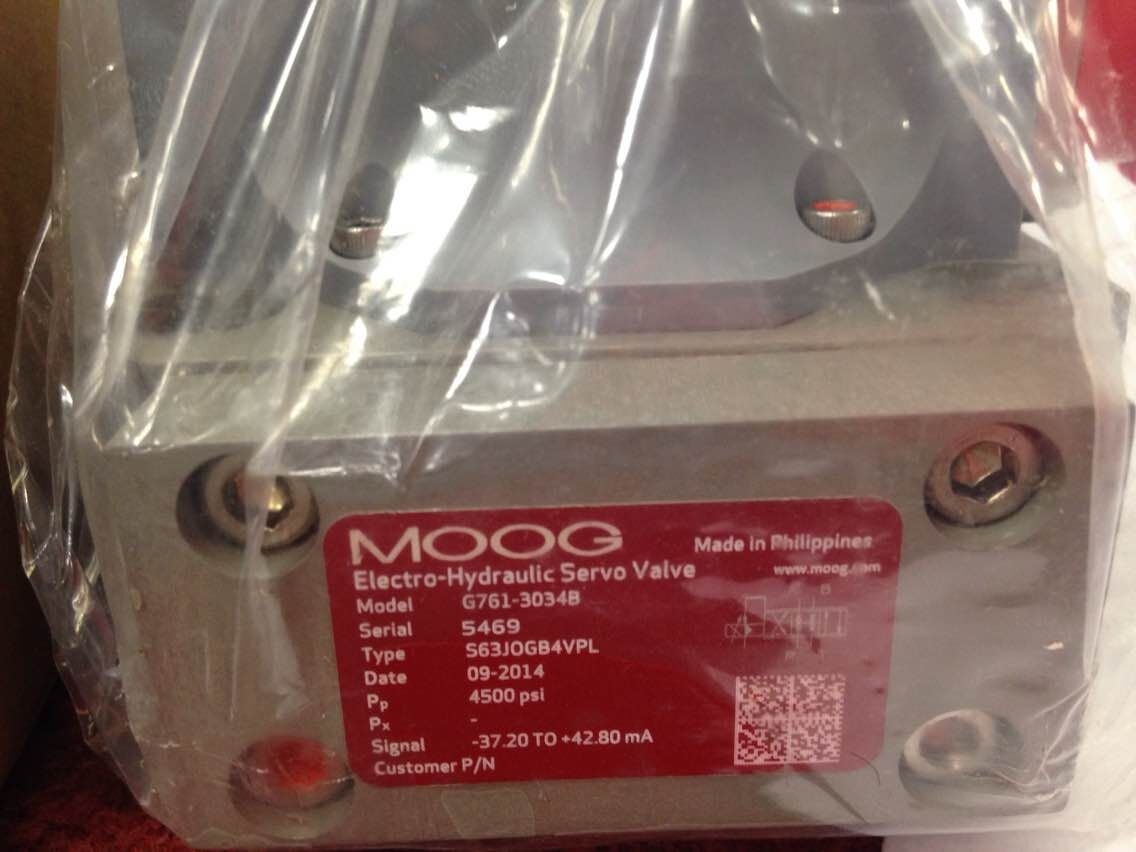 MOOG
Made in Philippines
www.moog.com
Electro-Hydraulic Servo Valve
Model G761-3034B
Serial 5469
Type S63JOGB4VPL
Date 09-2014
Pp 4500 psi
Px -
Signal -37.20 TO +42.80 mA
Customer P/N